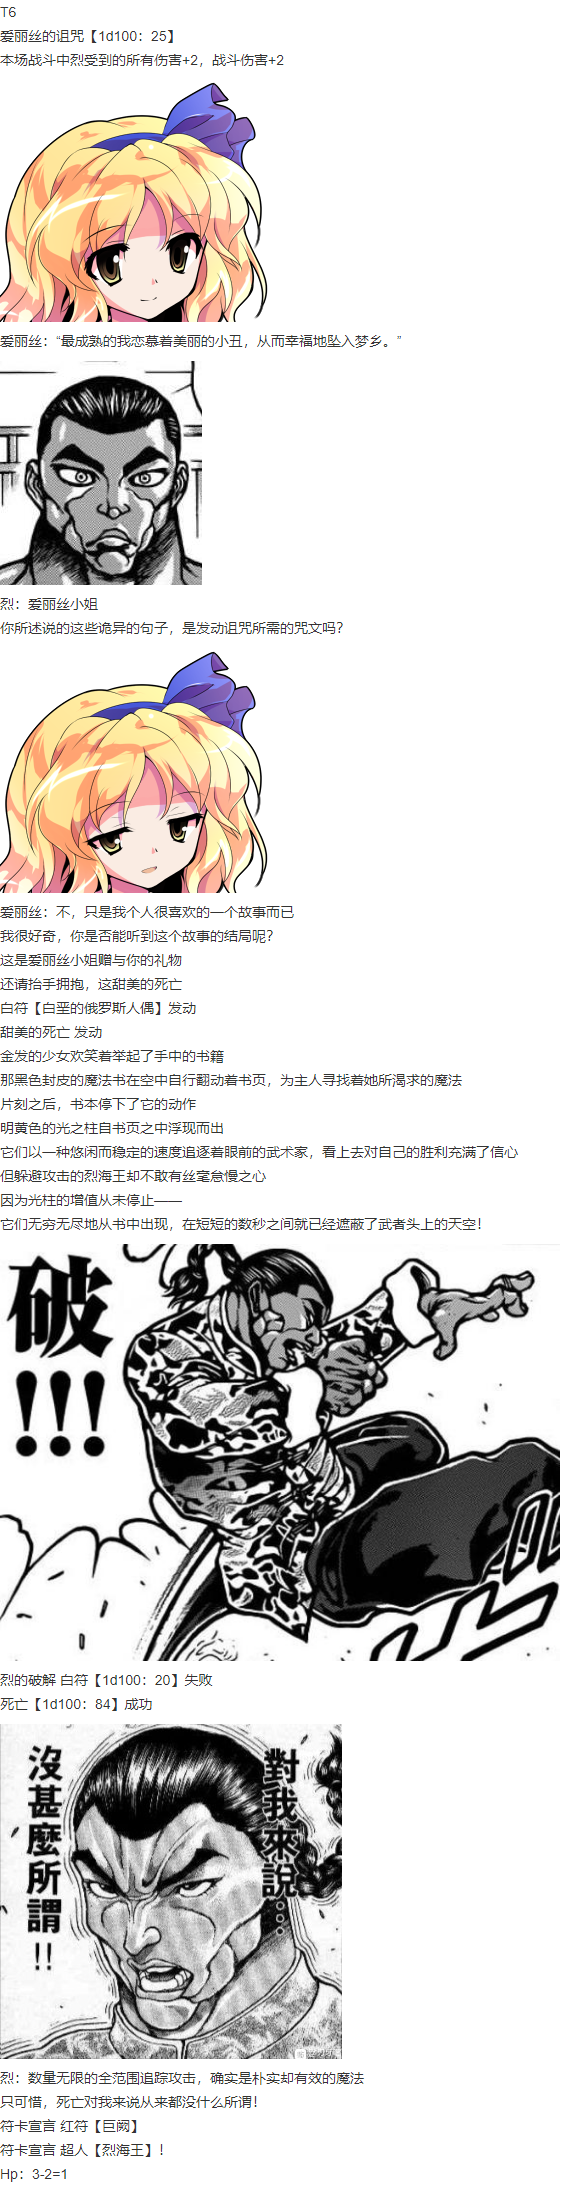 T6
爱丽丝的诅咒【1d100：25】
本场战斗中烈受到的所有伤害+2，战斗伤害+2
爱丽丝：“最成熟的我恋慕着美丽的小丑，从而幸福地坠入梦乡。”
烈：爱丽丝小姐
你所述说的这些诡异的句子，是发动诅咒所需的咒文吗？
爱丽丝：不，只是我个人很喜欢的一个故事而已
我很好奇，你是否能听到这个故事的结局呢？
这是爱丽丝小姐赠与你的礼物
还请抬手拥抱，这甜美的死亡
白符【白垩的俄罗斯人偶】发动
甜美的死亡 发动
金发的少女欢笑着举起了手中的书籍
那黑色封皮的魔法书在空中自行翻动着书页，为主人寻找着她所渴求的魔法
片刻之后，书本停下了它的动作
明黄色的光之柱自书页之中浮现而出
它们以一种悠闲而稳定的速度追逐着眼前的武术家，看上去对自己的胜利充满了信心
但躲避攻击的烈海王却不敢有丝毫怠慢之心
因为光柱的增值从未停止——
它们无穷无尽地从书中出现，在短短的数秒之间就已经遮蔽了武者头上的天空！
破!!!
烈的破解 白符【1d100：20】失败
死亡【1d100：84】成功
對我來說…
沒甚麼所謂!!
烈：数量无限的全范围追踪攻击，确实是朴实却有效的魔法
只可惜，死亡对我来说从来都没什么所谓！
符卡宣言 红符【巨阙】
符卡宣言 超人【烈海王】！
Hp：3-2=1